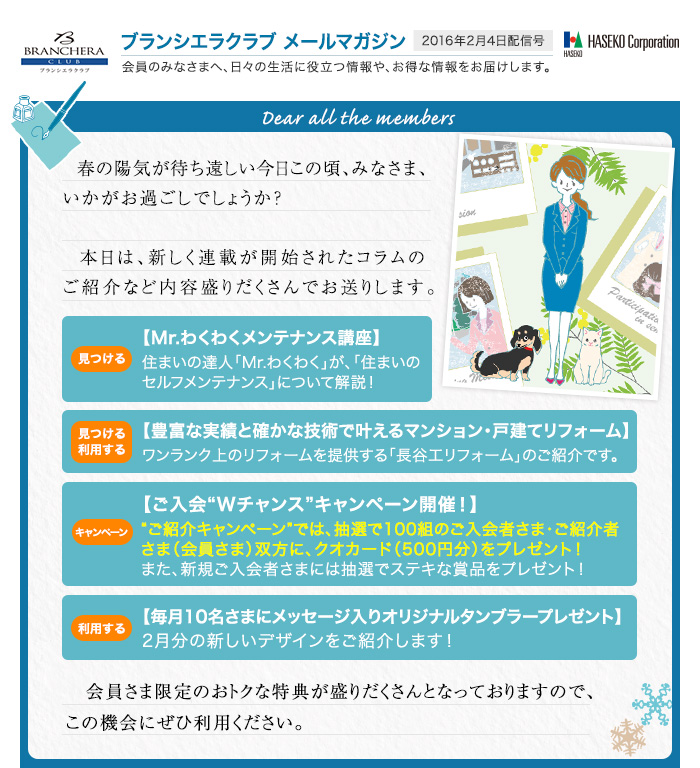 BRANCHERA
CLUB
ブランシエラクラブ
ブランシエラクラブ メールマガジン
2016年2月4日配信号
HASEKO
HASEKO Corporation
会員のみなさまへ、日々の生活に役立つ情報や、お得な情報をお届けします。
Dear all the members
春の陽気が待ち遠しい今日この頃、みなさま、
いかがお過ごしでしょうか?
本日は、新しく連載が開始されたコラムの
ご紹介など内容盛りだくさんでお送りします。
Participation
見つける
【Mr.わくわくメンテナンス講座】
住まいの達人「Mr.わくわく」が、「住まいの
セルフメンテナンス」について解説!
見つける
利用する
【豊富な実績と確かな技術で叶えるマンション・戸建てリフォーム】
ワンランク上のリフォームを提供する「長谷工リフォーム」のご紹介です。
キャンペーン
【ご入会“Wチャンス”キャンペーン開催!】
“ご紹介キャンペーン”では、抽選で100組のご入会者さま・ご紹介者
さま(会員さま)双方に、クオカード(500円分)をプレゼント!
また、新規ご入会者さまには抽選でステキな賞品をプレゼント!
利用する
【毎月10名さまにメッセージ入りオリジナルタンブラープレゼント】
2月分の新しいデザインをご紹介します!
会員さま限定のおトクな特典が盛りだくさんとなっておりますので、
この機会にぜひ利用ください。